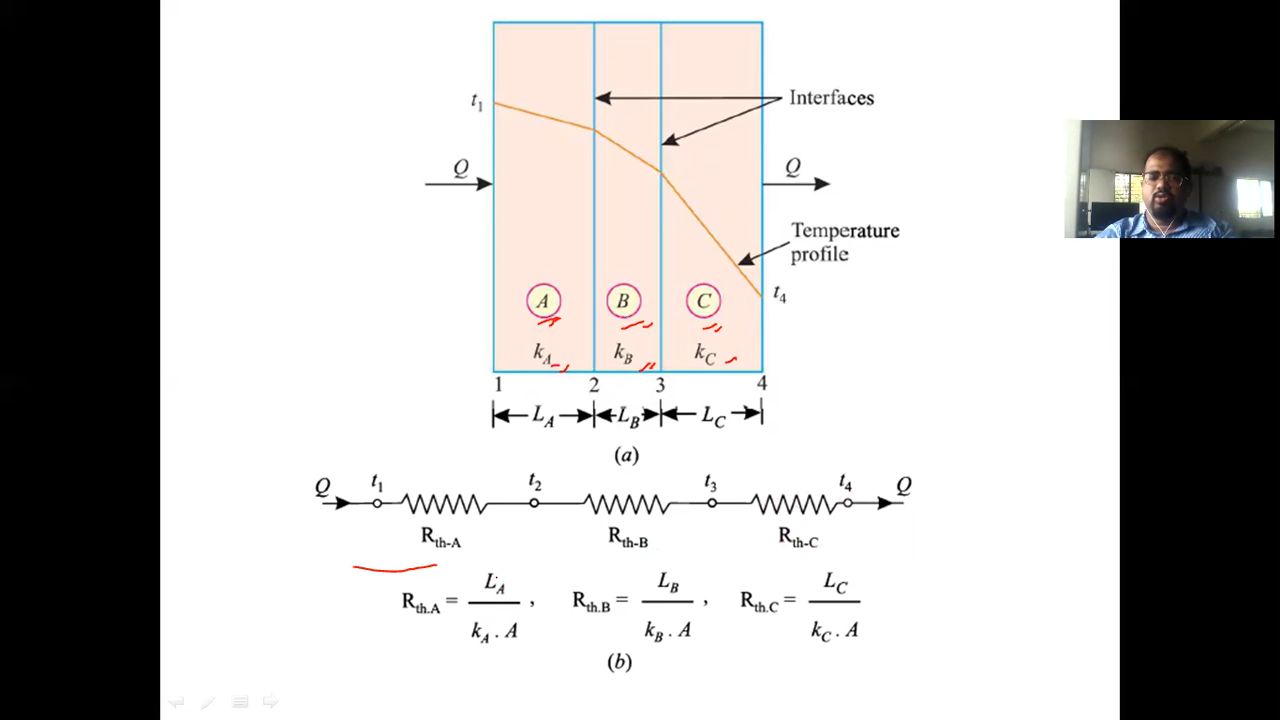 t1
Interfaces
Q
Q
Temperature
profile
t4
A B C
kA kB kC
1 2 3 4
LA LB LC
(a)
Q t1 t2 t3 t4 Q
Rth-A Rth-B Rth-C
Rth.A = LA / kA . A , Rth.B = LB / kB . A , Rth.C = LC / kC . A
(b)